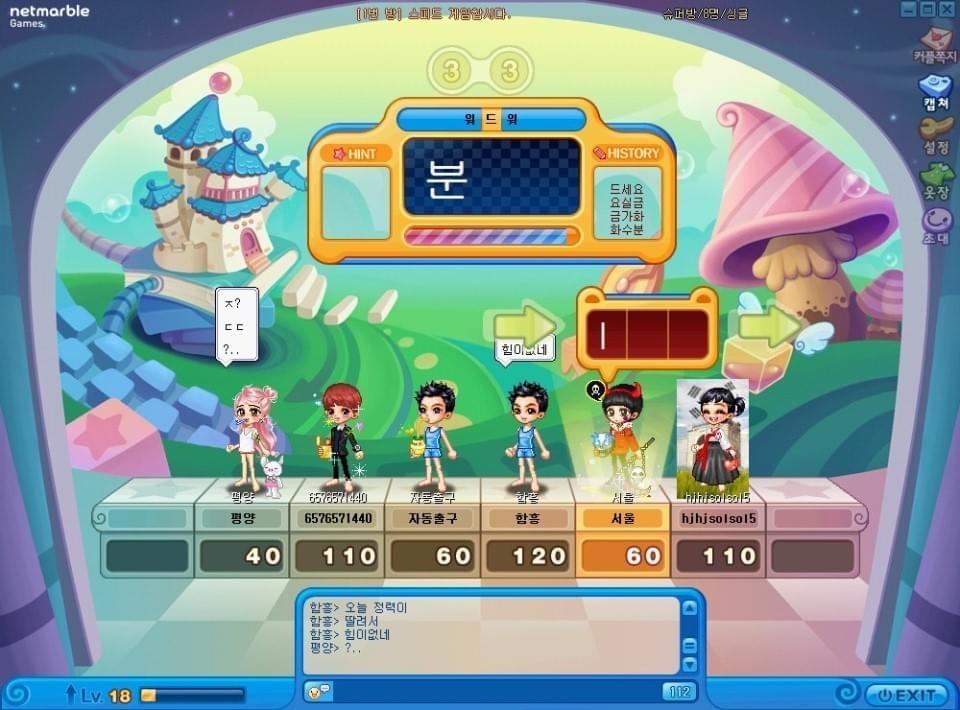 netmarble
Games.
[1번 방] 스피드 게임합시다.
슈퍼방/8명/싱글
커플쪽지
캡쳐
설정
옷장
초대
3 3
워 드 워
HINT
분
HISTORY
드세요
요실금
금가화
화수분
ㅈ?
ㄷㄷ
?..
힘이없네
평양
6576571440
자동출구
함흥
서울
hjhjsolsol5
평양
6576571440
자동출구
함흥
서울
hjhjsolsol5
40
110
60
120
60
110
함흥> 오늘 정력이
함흥> 딸려서
함흥> 힘이없네
평양> ?..
112
Lv. 18
EXIT